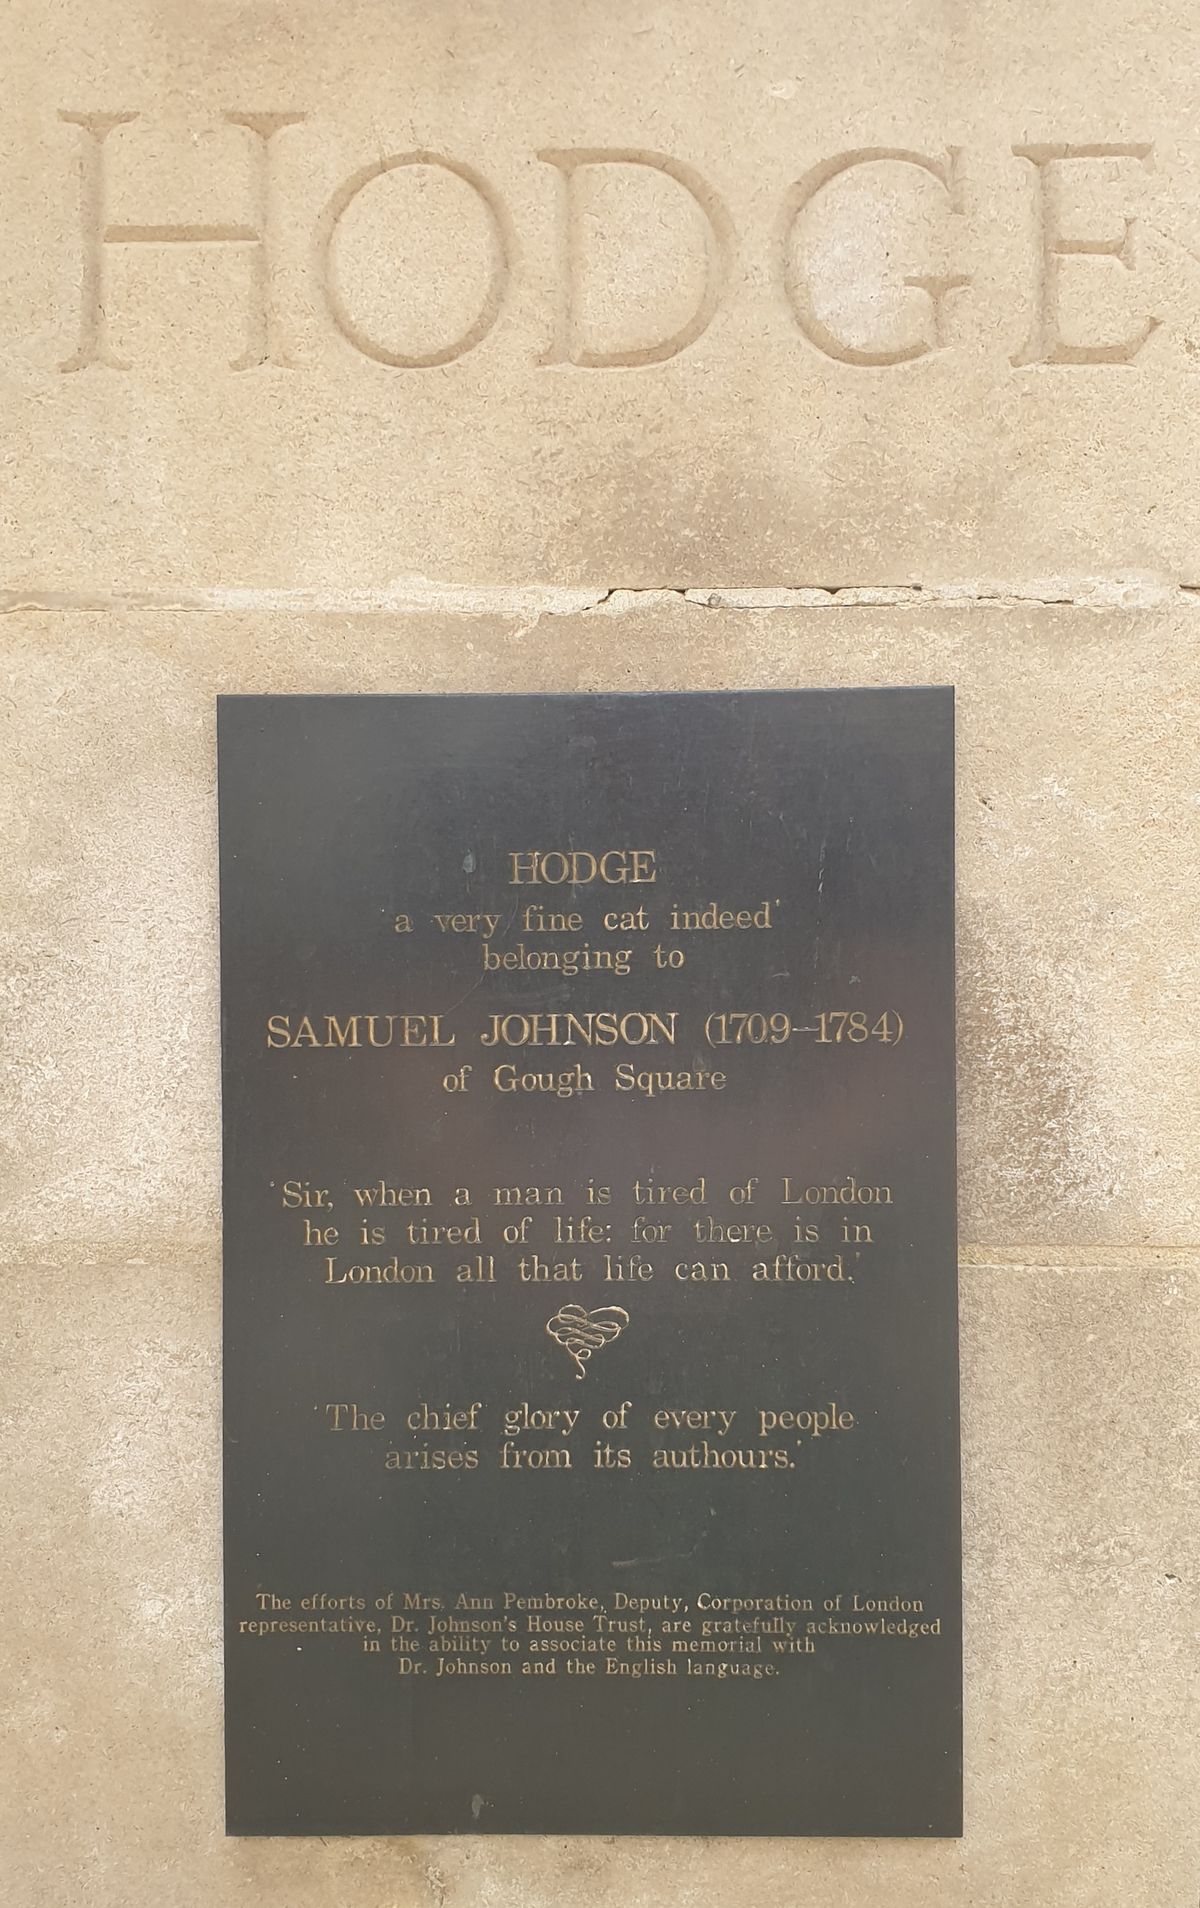 HODGE
HODGE
'a very fine cat indeed'
belonging to
SAMUEL JOHNSON (1709–1784)
of Gough Square
'Sir, when a man is tired of London
he is tired of life: for there is in
London all that life can afford.'
'The chief glory of every people
arises from its authours.'
The efforts of Mrs. Ann Pembroke, Deputy, Corporation of London
representative, Dr. Johnson's House Trust, are gratefully acknowledged
in the ability to associate this memorial with
Dr. Johnson and the English language.